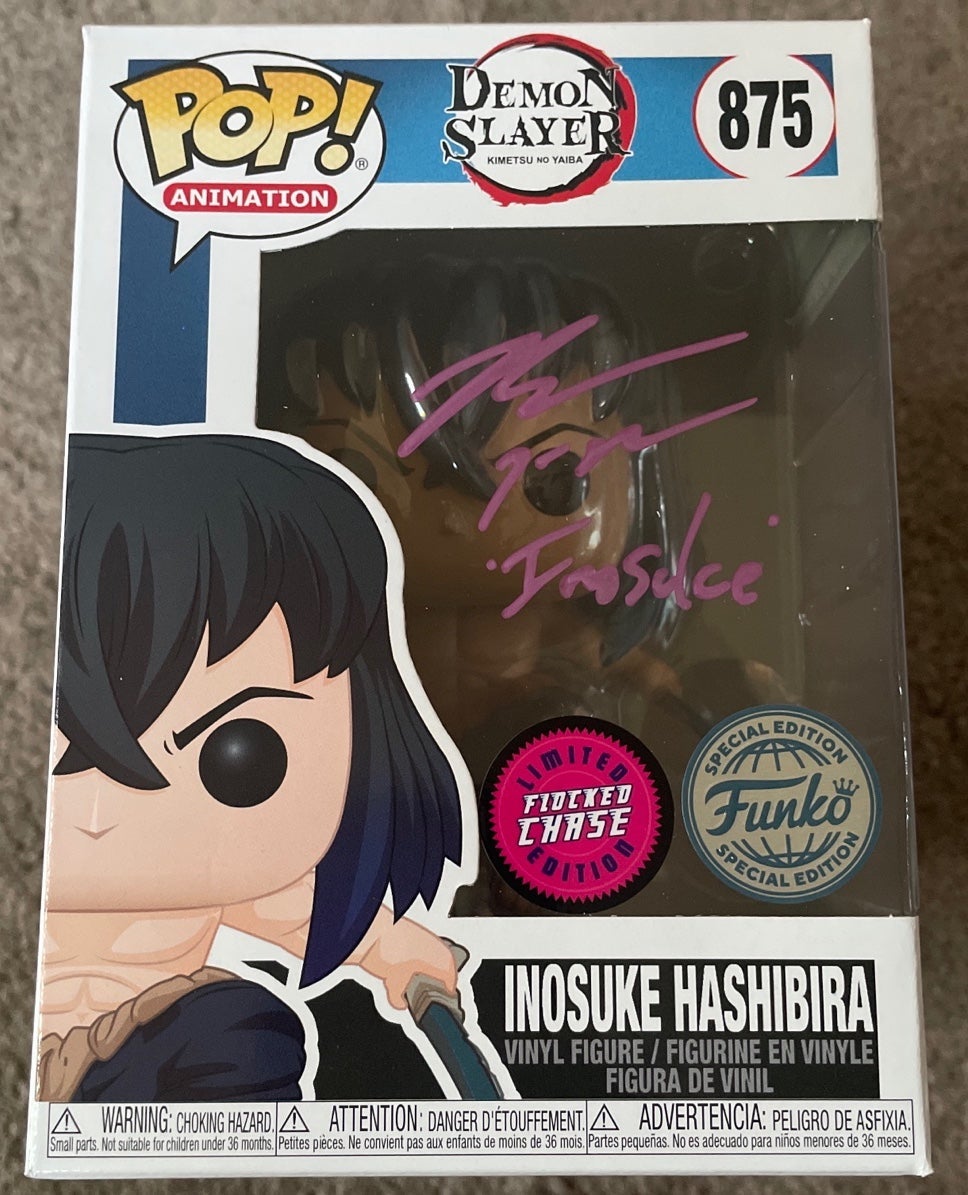 POP!®
ANIMATION
DEMON
SLAYER
KIMETSU NO YAIBA
875
Inosuke
LIMITED
FLOCKED
CHASE
EDITION
SPECIAL EDITION
Funko
SPECIAL EDITION
INOSUKE HASHIBIRA
VINYL FIGURE / FIGURINE EN VINYLE
FIGURA DE VINIL
WARNING: CHOKING HAZARD.
Small parts. Not suitable for children under 36 months.
ATTENTION: DANGER D'ÉTOUFFEMENT.
Petites pièces. Ne convient pas aux enfants de moins de 36 mois.
ADVERTENCIA: PELIGRO DE ASFIXIA.
Partes pequeñas. No es adecuado para niños menores de 36 meses.